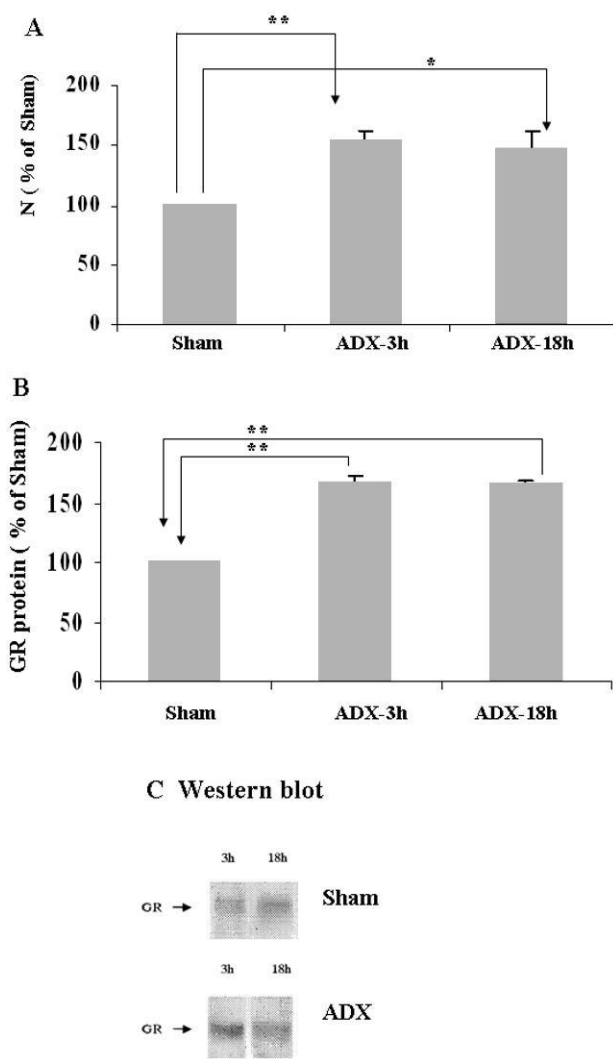 A
**
*
N ( % of Sham)
200
150
100
50
0
Sham ADX-3h ADX-18h
B
**
**
GR protein ( % of Sham)
200
150
100
50
0
Sham ADX-3h ADX-18h
C Western blot
3h 18h
GR → Sham
3h 18h
GR → ADX